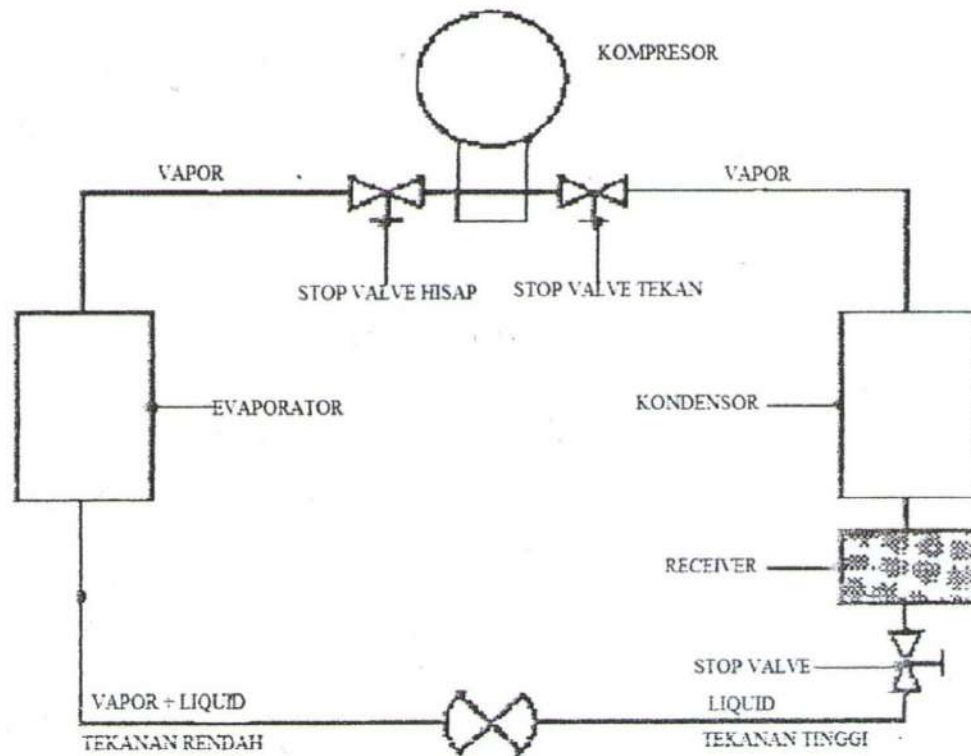 KOMPRESOR
VAPOR
VAPOR
STOP VALVE HISAP
STOP VALVE TEKAN
EVAPORATOR
KONDENSOR
RECEIVER
STOP VALVE
VAPOR + LIQUID
LIQUID
TEKANAN RENDAH
TEKANAN TINGGI